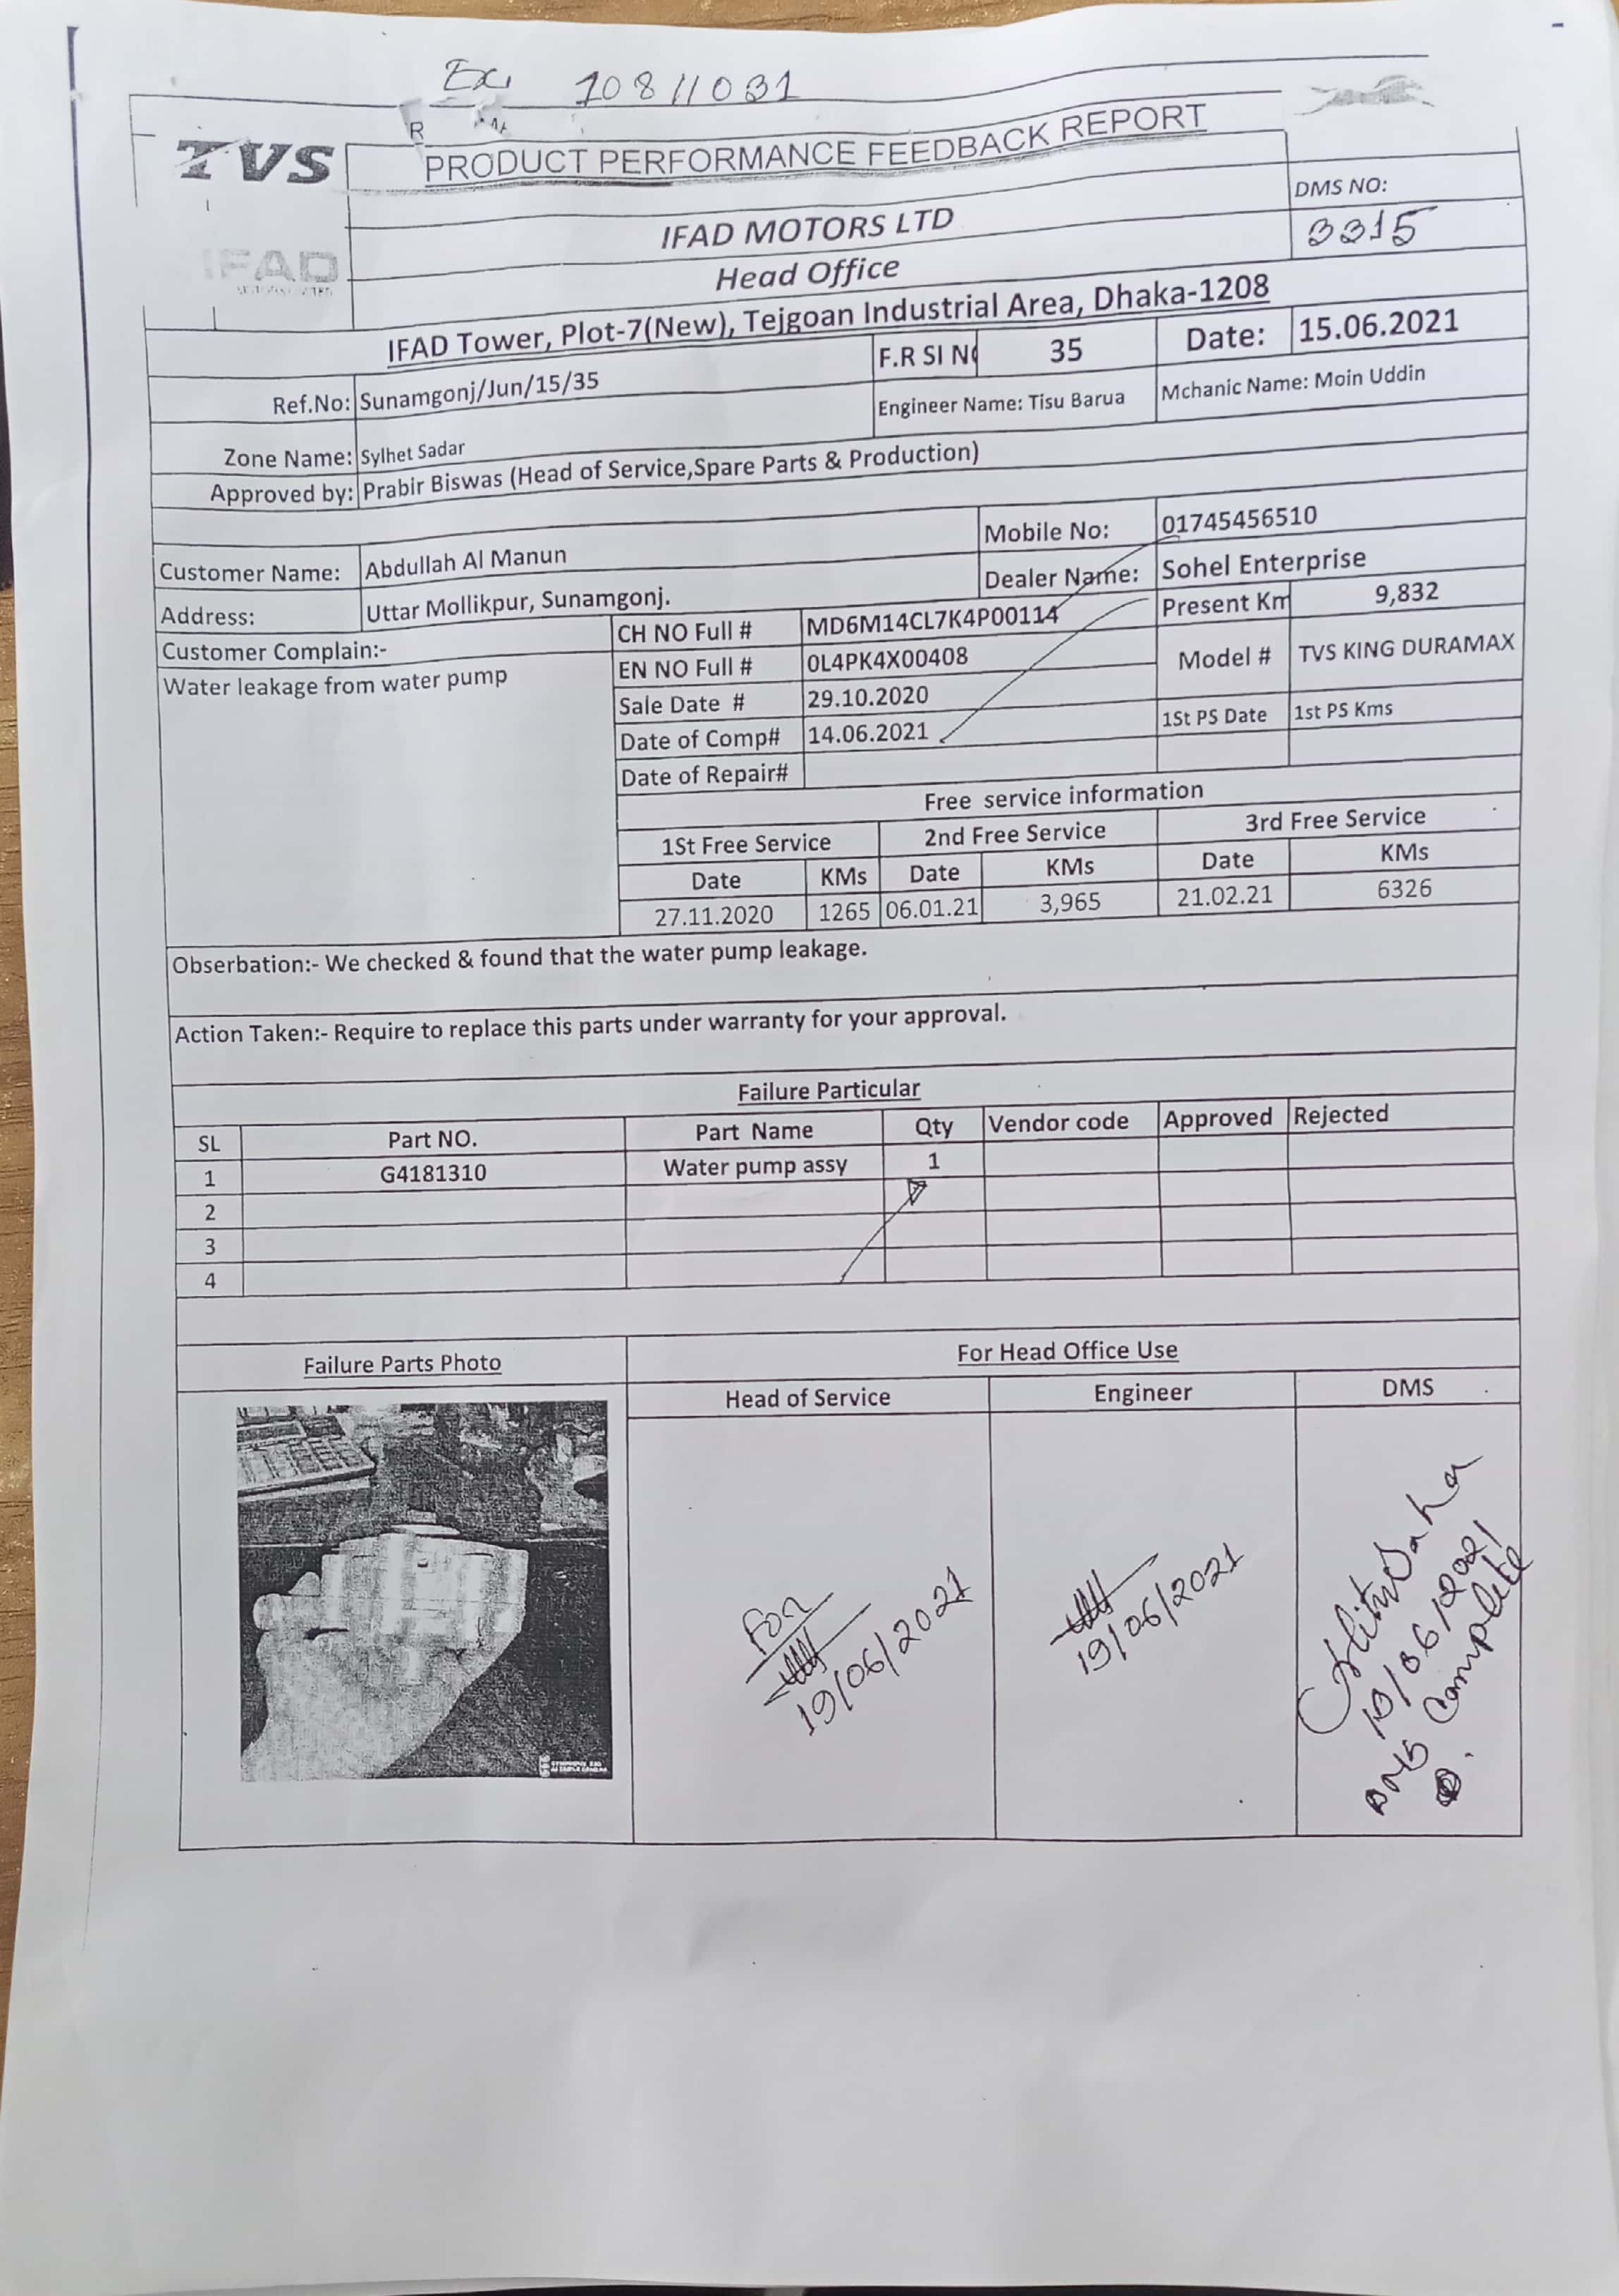 Ex 10811031
R
TVS
PRODUCT PERFORMANCE FEEDBACK REPORT
DMS NO:
IFAD MOTORS LTD
3315
IFAD
Head Office
IFAD Tower, Plot-7(New), Tejgoan Industrial Area, Dhaka-1208
Ref.No: Sunamgonj/Jun/15/35 F.R SI No 35 Date: 15.06.2021
Zone Name: Sylhet Sadar Engineer Name: Tisu Barua Mchanic Name: Moin Uddin
Approved by: Prabir Biswas (Head of Service,Spare Parts & Production)
Customer Name: Abdullah Al Manun Mobile No: 01745456510
Address: Uttar Mollikpur, Sunamgonj. Dealer Name: Sohel Enterprise
Customer Complain:- CH NO Full # MD6M14CL7K4P00114 Present Km 9,832
Water leakage from water pump EN NO Full # 0L4PK4X00408 Model # TVS KING DURAMAX
Sale Date # 29.10.2020
Date of Comp# 14.06.2021 1St PS Date 1st PS Kms
Date of Repair#
Free service information
1St Free Service 2nd Free Service 3rd Free Service
Date KMs Date KMs Date KMs
27.11.2020 1265 06.01.21 3,965 21.02.21 6326
Obserbation:- We checked & found that the water pump leakage.
Action Taken:- Require to replace this parts under warranty for your approval.
Failure Particular
SL Part NO. Part Name Qty Vendor code Approved Rejected
1 G4181310 Water pump assy 1
2
3
4
Failure Parts Photo For Head Office Use
Head of Service Engineer DMS
For
19/06/2021
19/06/2021
Saha
19/06/2021
DMS Complete